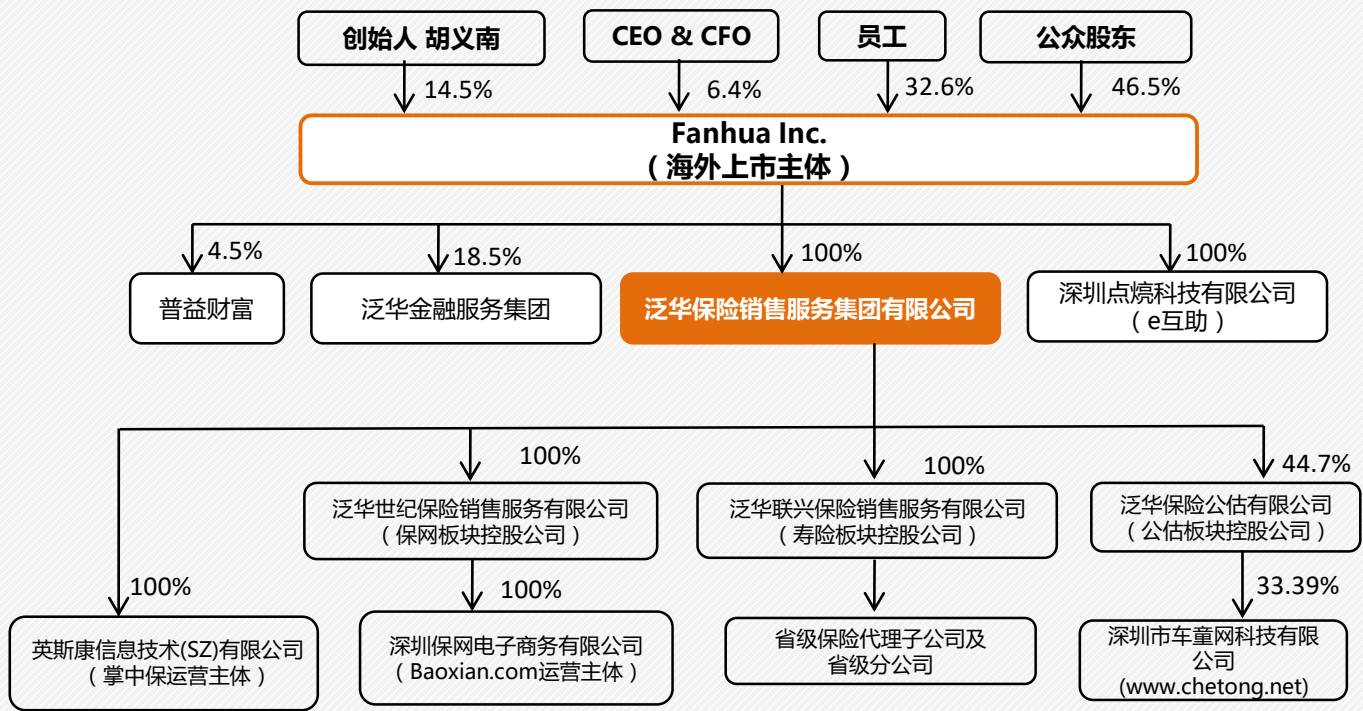 创始人 胡义南
CEO & CFO
员工
公众股东
14.5%
6.4%
32.6%
46.5%
Fanhua Inc.
（海外上市主体）
4.5%
18.5%
100%
100%
普益财富
泛华金融服务集团
泛华保险销售服务集团有限公司
深圳点烷科技有限公司
（e互助）
100%
100%
44.7%
泛华世纪保险销售服务有限公司
（保网板块控股公司）
泛华联兴保险销售服务有限公司
（寿险板块控股公司）
泛华保险公估有限公司
（公估板块控股公司）
100%
100%
33.39%
英斯康信息技术(SZ)有限公司
（掌中保运营主体）
深圳保网电子商务有限公司
（Baoxian.com运营主体）
省级保险代理子公司及
省级分公司
深圳市车童网科技有限
公司
(www.chetong.net)